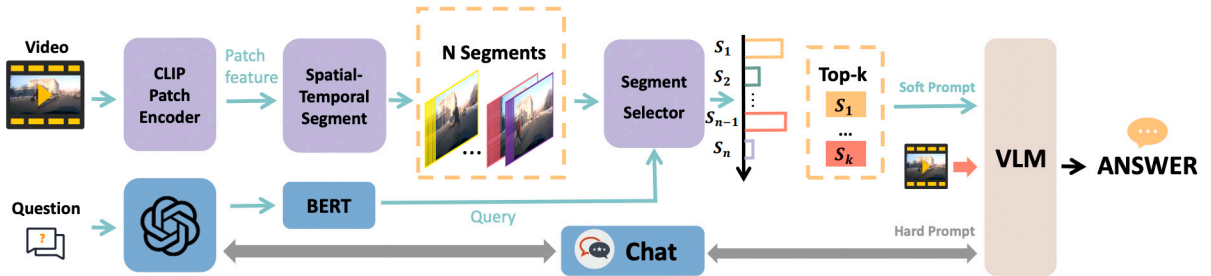 Video
CLIP
Patch
Encoder
Patch
feature
Spatial-
Temporal
Segment
N Segments
...
Segment
Selector
S₁
S₂
⋮
Sₙ₋₁
Sₙ
Top-k
S₁
...
Sₖ
Soft Prompt
VLM
ANSWER
Question
?
BERT
Query
Chat
Hard Prompt